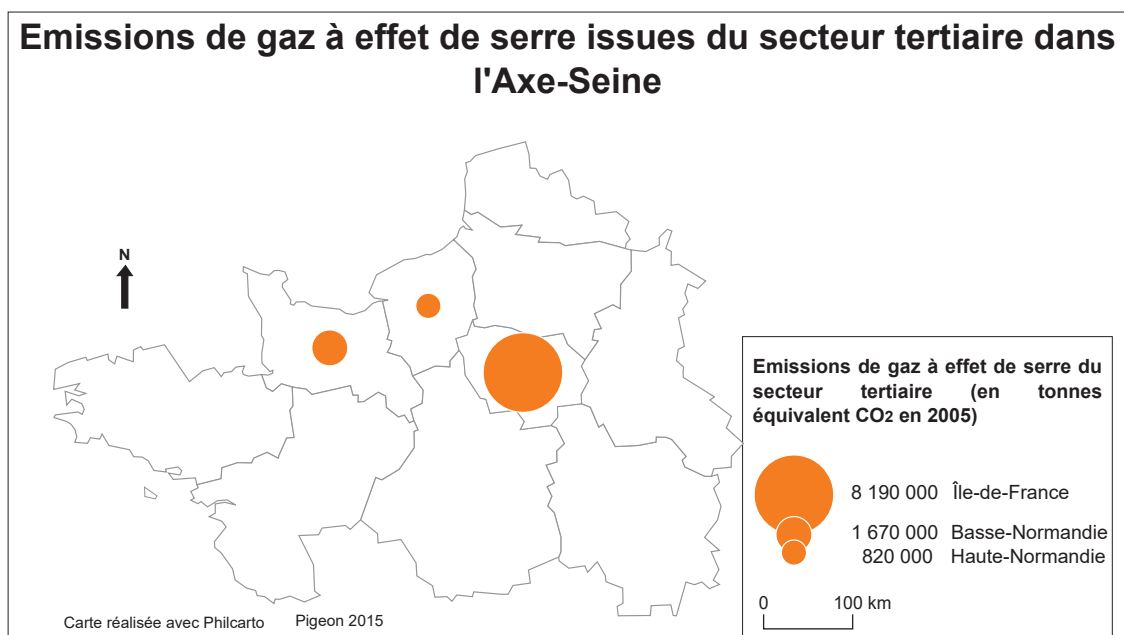 Emissions de gaz à effet de serre issues du secteur tertiaire dans
l'Axe-Seine
N
Emissions de gaz à effet de serre du
secteur tertiaire (en tonnes
équivalent CO2 en 2005)
8 190 000 Île-de-France
1 670 000 Basse-Normandie
820 000 Haute-Normandie
0 100 km
Carte réalisée avec Philcarto Pigeon 2015